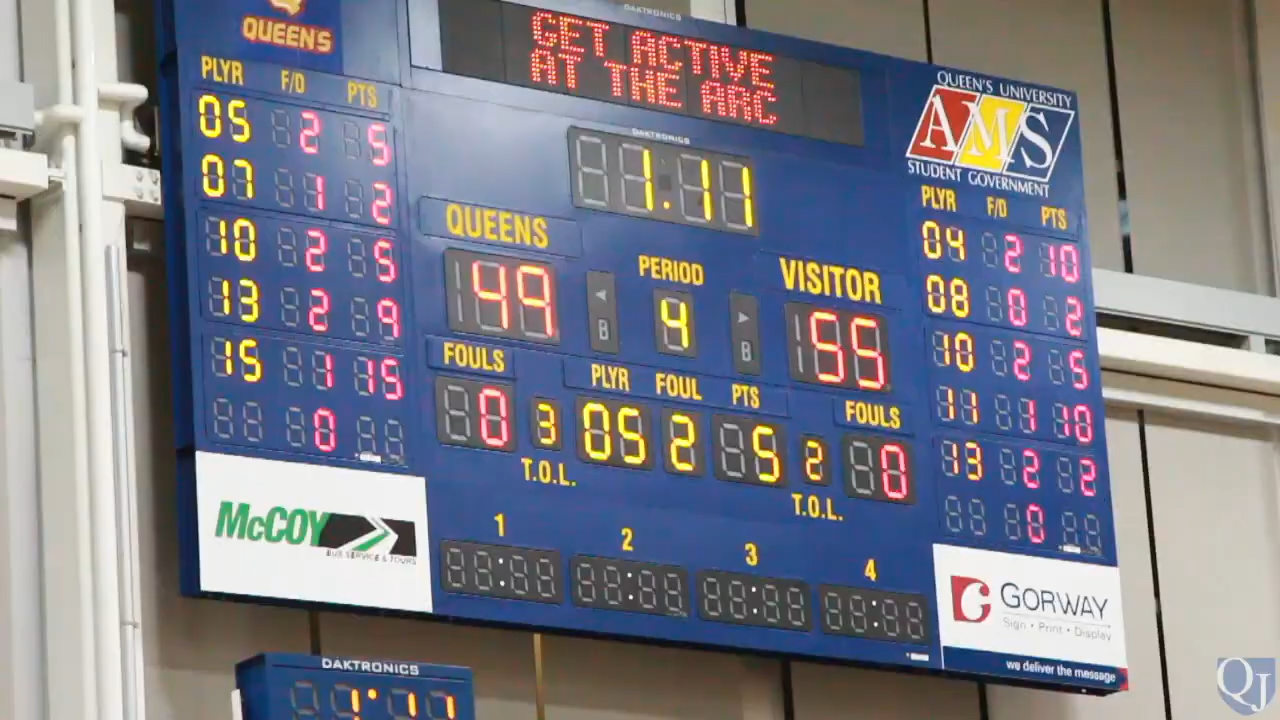 QUEEN'S
DAKTRONICS
GET ACTIVE
AT THE ARC
QUEEN'S UNIVERSITY
AMS
STUDENT GOVERNMENT
PLYR F/D PTS
05 2 5
07 1 2
10 2 5
13 2 9
15 1 15
0
DAKTRONICS
1.11
QUEENS
49
PERIOD
4
VISITOR
55
B
B
FOULS
0
3
T.O.L.
PLYR FOUL PTS
05 2 5
2
T.O.L.
FOULS
0
PLYR F/D PTS
04 2 10
08 0 2
10 2 5
11 1 10
13 2 2
0
1 2 3 4
McCOY
BUS SERVICE & TOURS
GORWAY
Sign • Print • Display
we deliver the message
DAKTRONICS
1:11
QJ